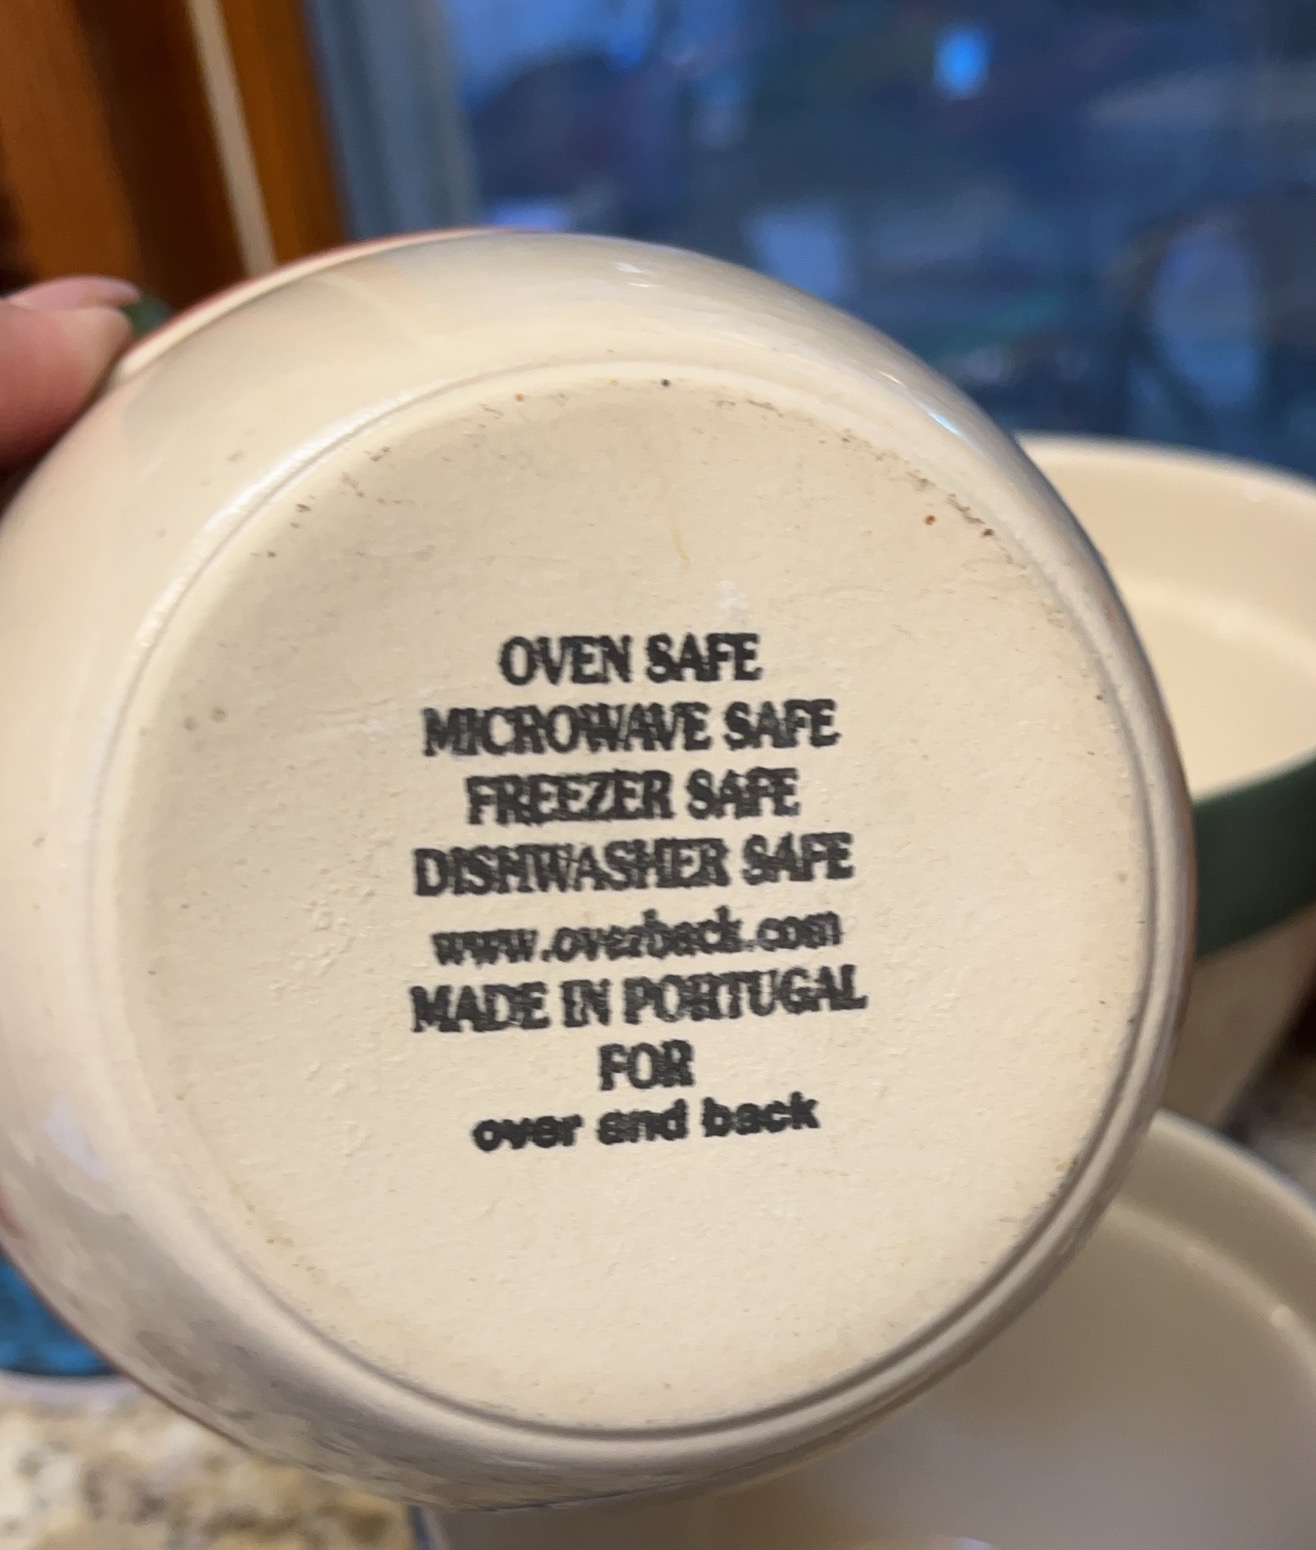 OVEN SAFE
MICROWAVE SAFE
FREEZER SAFE
DISHWASHER SAFE
www.overback.com
MADE IN PORTUGAL
FOR
over and back